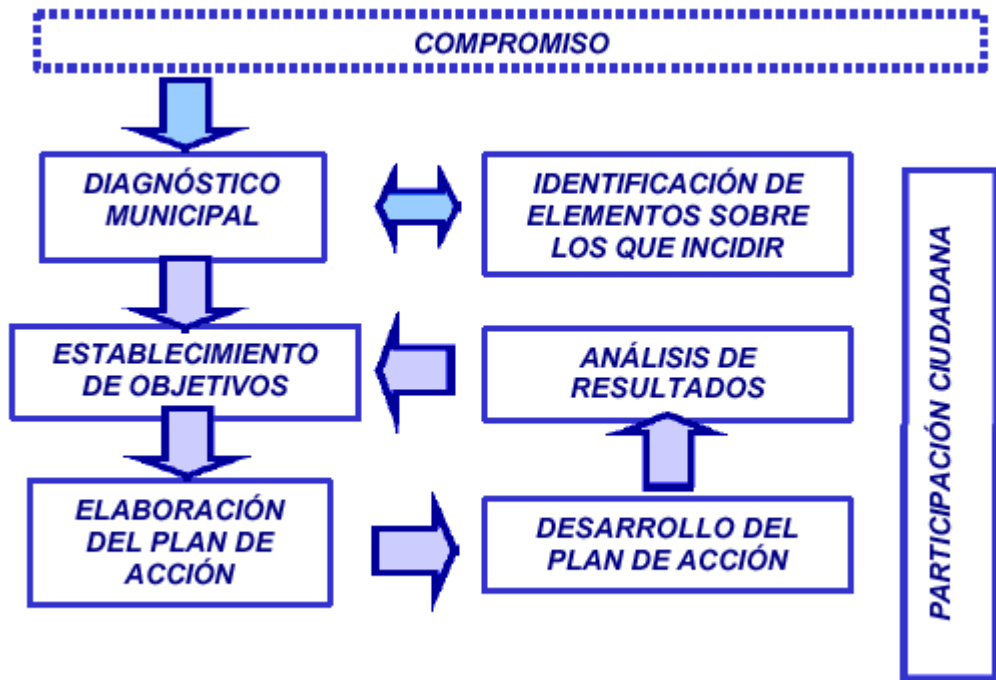 COMPROMISO
DIAGNÓSTICO
MUNICIPAL
IDENTIFICACIÓN DE
ELEMENTOS SOBRE
LOS QUE INCIDIR
ESTABLECIMIENTO
DE OBJETIVOS
ANÁLISIS DE
RESULTADOS
ELABORACIÓN
DEL PLAN DE
ACCIÓN
DESARROLLO DEL
PLAN DE ACCIÓN
PARTICIPACIÓN CIUDADANA